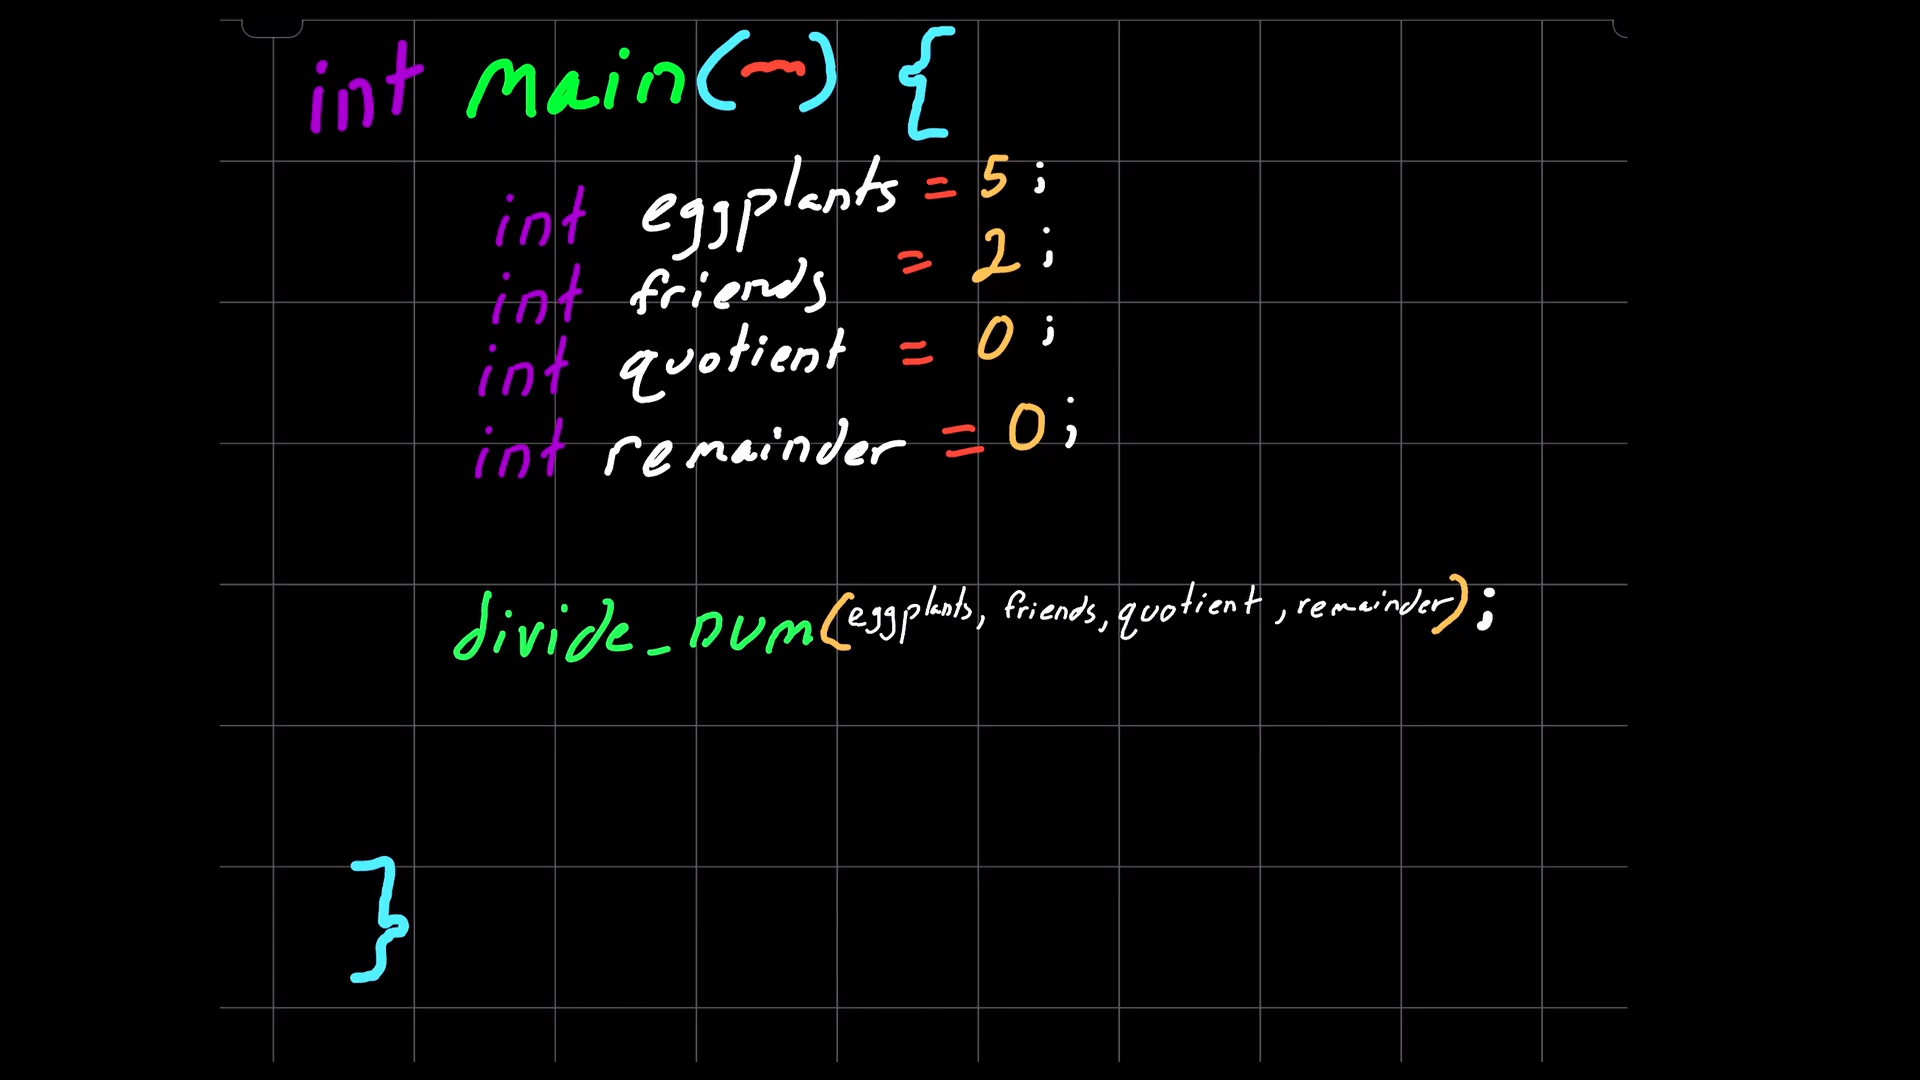 int main(~) {
int eggplants = 5;
int friends = 2;
int quotient = 0;
int remainder = 0;
divide_num(eggplants, friends, quotient, remainder);
}